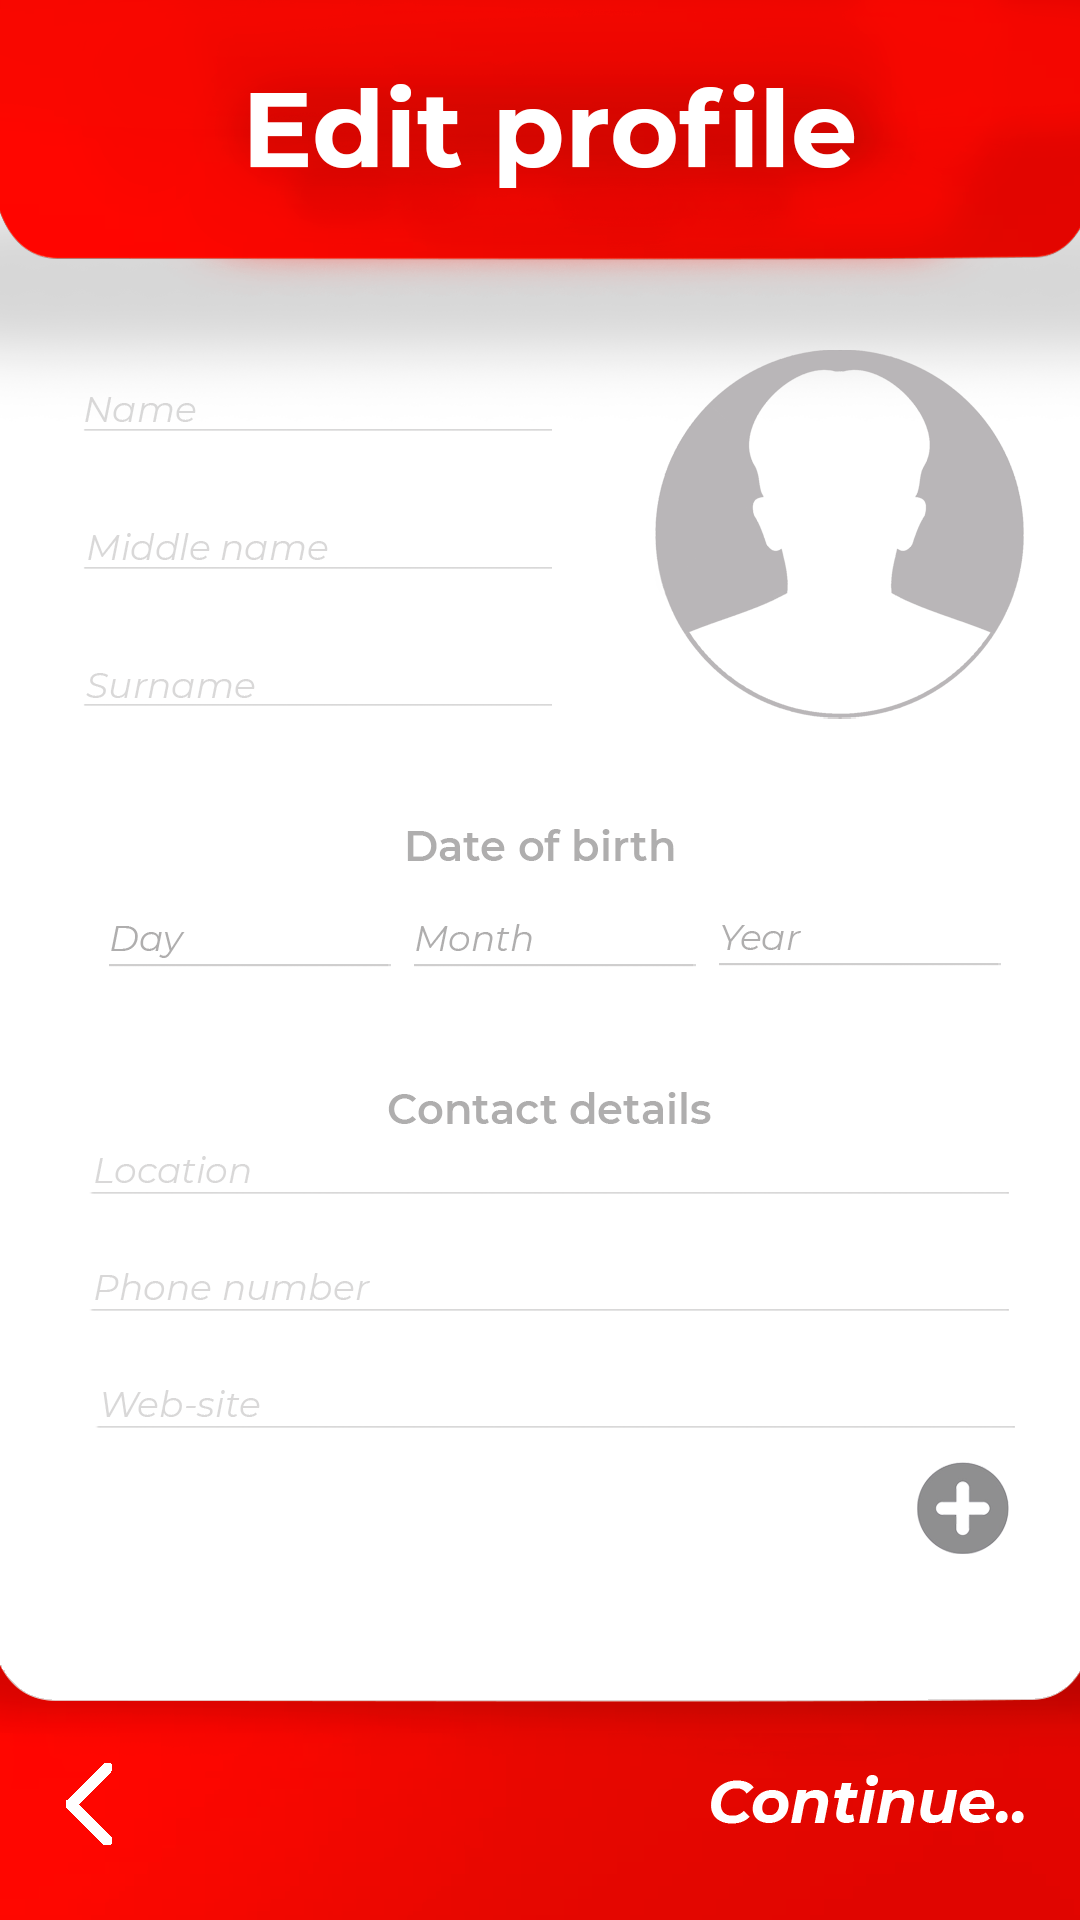 Edit profile
Name
Middle name
Surname
Date of birth
Day
Month
Year
Contact details
Location
Phone number
Web-site
Continue..